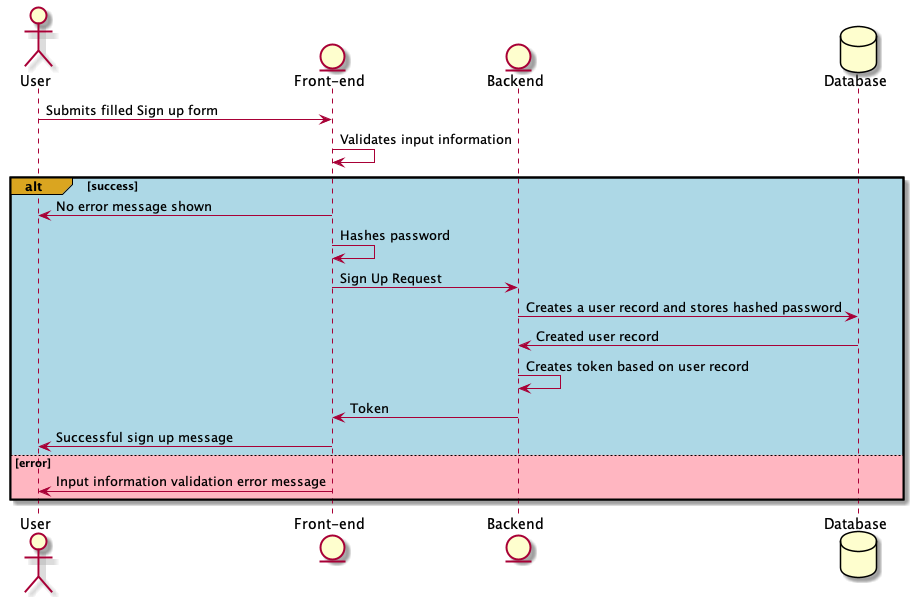 User
Front-end
Backend
Database
Submits filled Sign up form
Validates input information
alt [success]
No error message shown
Hashes password
Sign Up Request
Creates a user record and stores hashed password
Created user record
Creates token based on user record
Token
Successful sign up message
[error]
Input information validation error message
User
Front-end
Backend
Database